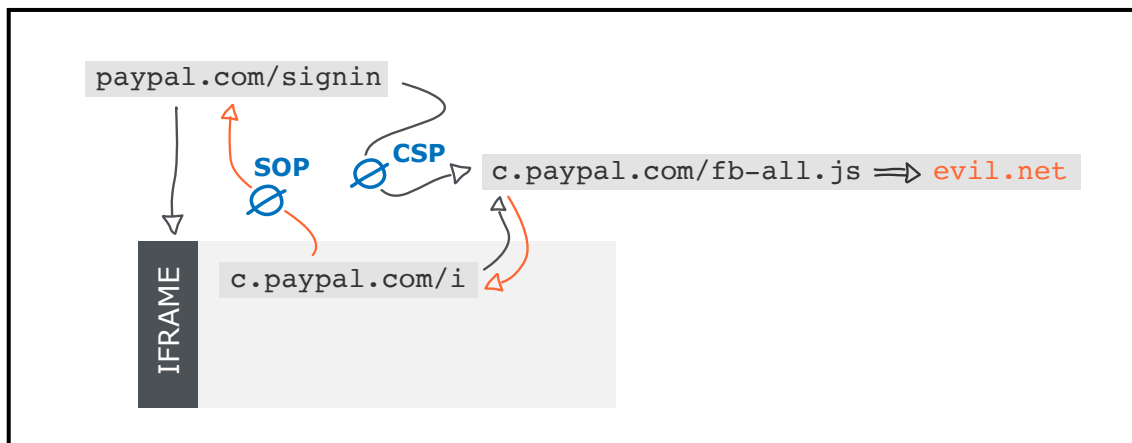 paypal.com/signin
SOP
CSP
c.paypal.com/fb-all.js ⇒ evil.net
IFRAME
c.paypal.com/i